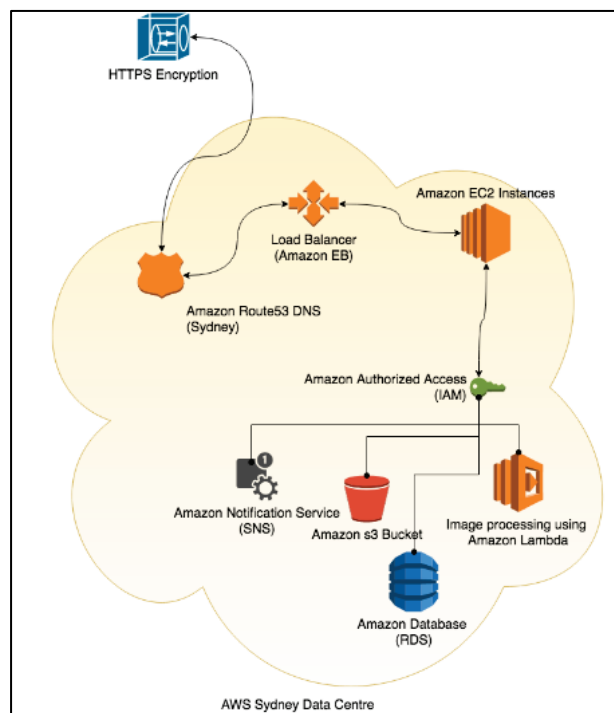 HTTPS Encryption
Amazon EC2 Instances
Load Balancer
(Amazon EB)
Amazon Route53 DNS
(Sydney)
Amazon Authorized Access
(IAM)
1
Amazon Notification Service
(SNS)
Amazon s3 Bucket
Image processing using
Amazon Lambda
Amazon Database
(RDS)
AWS Sydney Data Centre